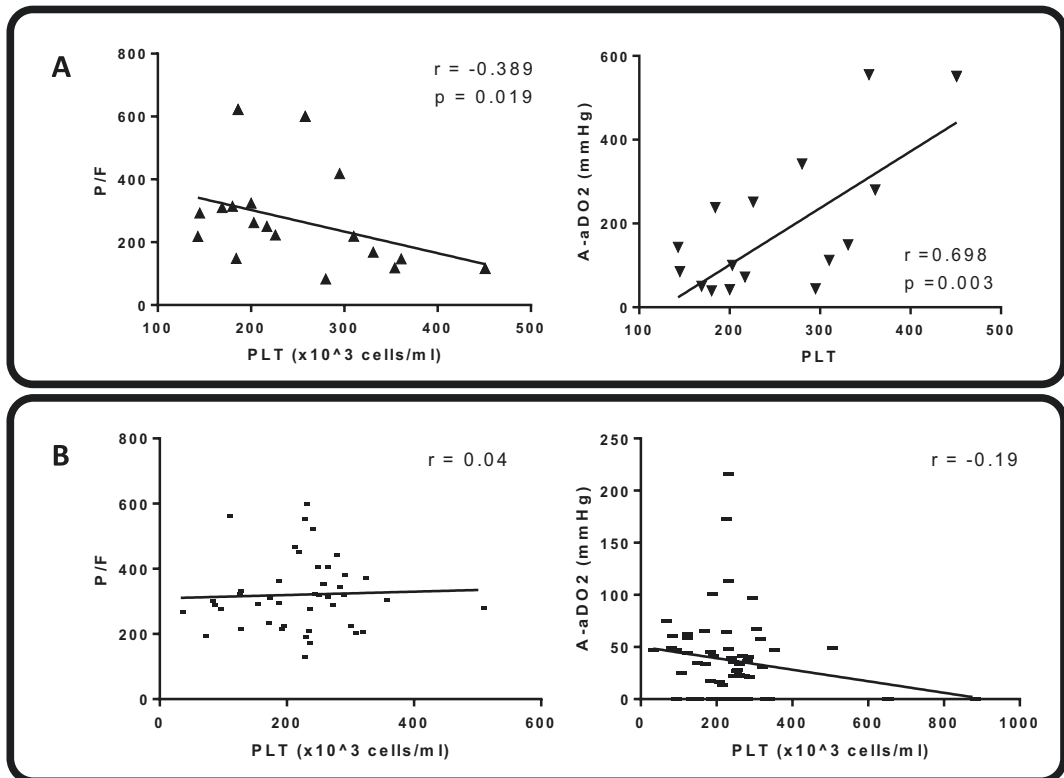 A
r = -0.389
p = 0.019
P/F
800
600
400
200
0
100
200
300
400
500
PLT (x10^3 cells/ml)
A-aDO2 (mmHg)
600
400
200
0
r =0.698
p =0.003
100
200
300
400
500
PLT
B
r = 0.04
P/F
800
600
400
200
0
0
200
400
600
PLT (x10^3 cells/ml)
r = -0.19
A-aDO2 (mmHg)
250
200
150
100
50
0
0
200
400
600
800
1000
PLT (x10^3 cells/ml)